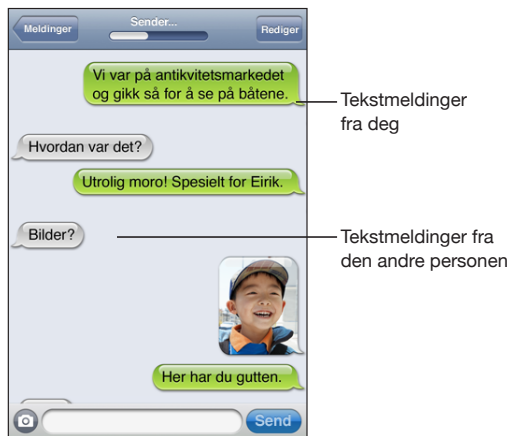 Meldinger
Sender...
Rediger
Vi var på antikvitetsmarkedet
og gikk så for å se på båtene.
Tekstmeldinger
fra deg
Hvordan var det?
Utrolig moro! Spesielt for Eirik.
Bilder?
Tekstmeldinger fra
den andre personen
Her har du gutten.
Send